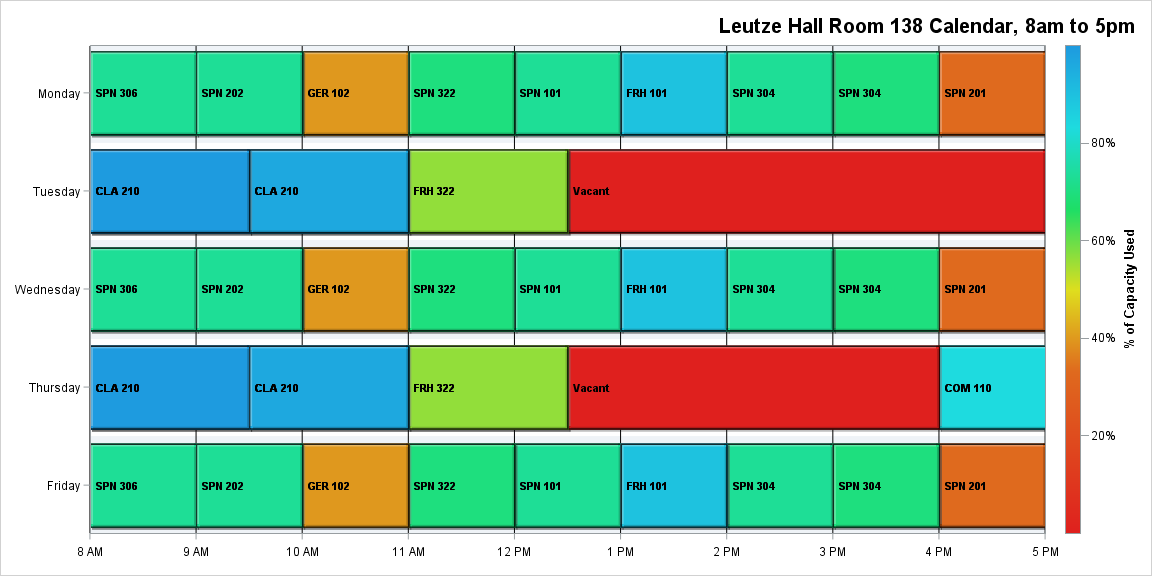 Leutze Hall Room 138 Calendar, 8am to 5pm
Monday
SPN 306
SPN 202
GER 102
SPN 322
SPN 101
FRH 101
SPN 304
SPN 304
SPN 201
Tuesday
CLA 210
CLA 210
FRH 322
Vacant
Wednesday
SPN 306
SPN 202
GER 102
SPN 322
SPN 101
FRH 101
SPN 304
SPN 304
SPN 201
Thursday
CLA 210
CLA 210
FRH 322
Vacant
COM 110
Friday
SPN 306
SPN 202
GER 102
SPN 322
SPN 101
FRH 101
SPN 304
SPN 304
SPN 201
8 AM
9 AM
10 AM
11 AM
12 PM
1 PM
2 PM
3 PM
4 PM
5 PM
80%
60%
40%
20%
% of Capacity Used